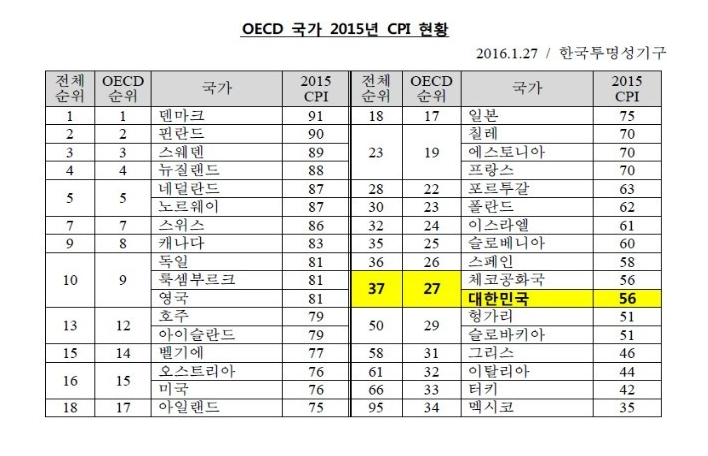 OECD 국가 2015년 CPI 현황
2016.1.27 / 한국투명성기구
전체 순위 OECD 순위 국가 2015 CPI 전체 순위 OECD 순위 국가 2015 CPI
1 1 덴마크 91 18 17 일본 75
2 2 핀란드 90 23 19 칠레 70
3 3 스웨덴 89 에스토니아 70
4 4 뉴질랜드 88 프랑스 70
5 5 네덜란드 87 28 22 포르투갈 63
노르웨이 87 30 23 폴란드 62
7 7 스위스 86 32 24 이스라엘 61
9 8 캐나다 83 35 25 슬로베니아 60
10 9 독일 81 36 26 스페인 58
룩셈부르크 81 37 27 체코공화국 56
영국 81 대한민국 56
13 12 호주 79 50 29 헝가리 51
아이슬란드 79 슬로바키아 51
15 14 벨기에 77 58 31 그리스 46
16 15 오스트리아 76 61 32 이탈리아 44
미국 76 66 33 터키 42
18 17 아일랜드 75 95 34 멕시코 35